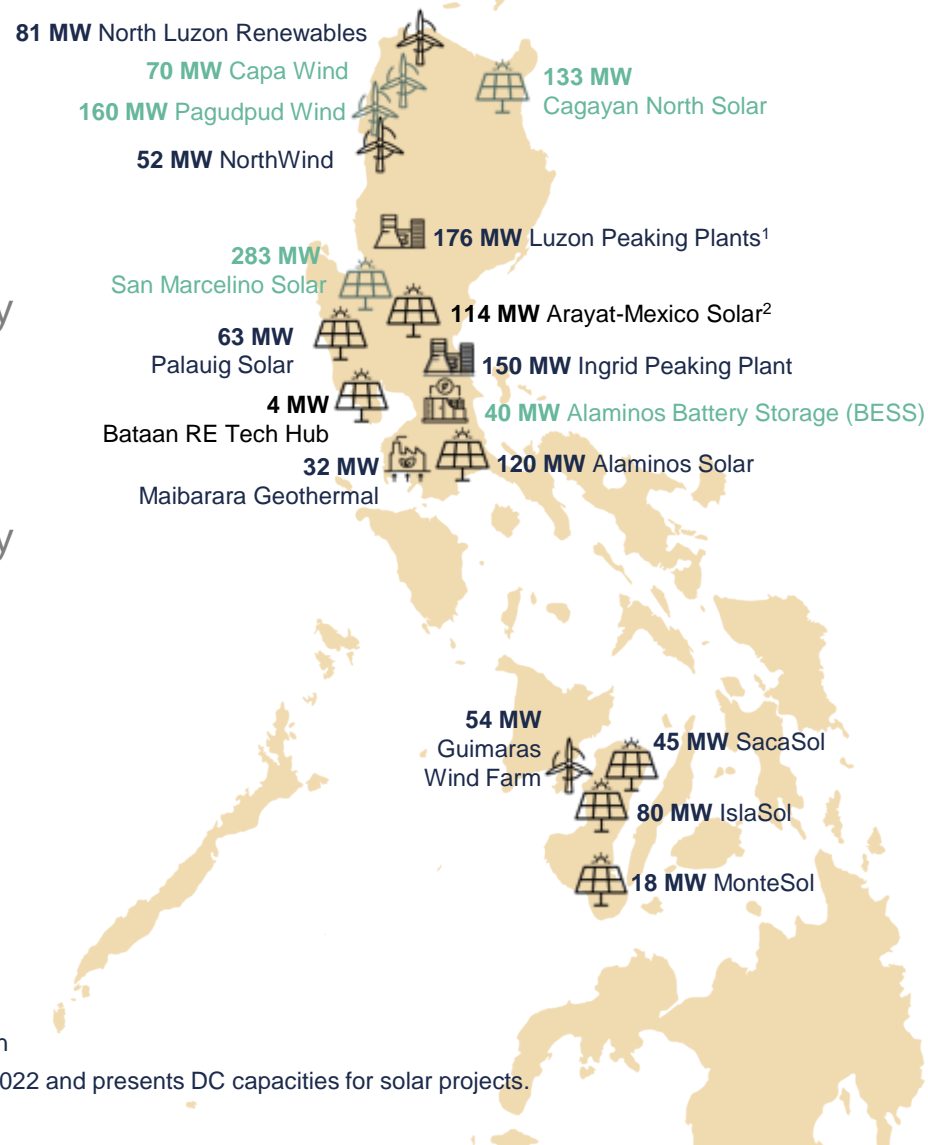 81 MW North Luzon Renewables
70 MW Capa Wind
160 MW Pagudpud Wind
133 MW
Cagayan North Solar
52 MW NorthWind
176 MW Luzon Peaking Plants¹
283 MW
San Marcelino Solar
y
114 MW Arayat-Mexico Solar²
63 MW
Palauig Solar
150 MW Ingrid Peaking Plant
4 MW
Bataan RE Tech Hub
40 MW Alaminos Battery Storage (BESS)
32 MW
Maibarara Geothermal
120 MW Alaminos Solar
y
54 MW
Guimaras
Wind Farm
45 MW SacaSol
80 MW IslaSol
18 MW MonteSol
n
022 and presents DC capacities for solar projects.